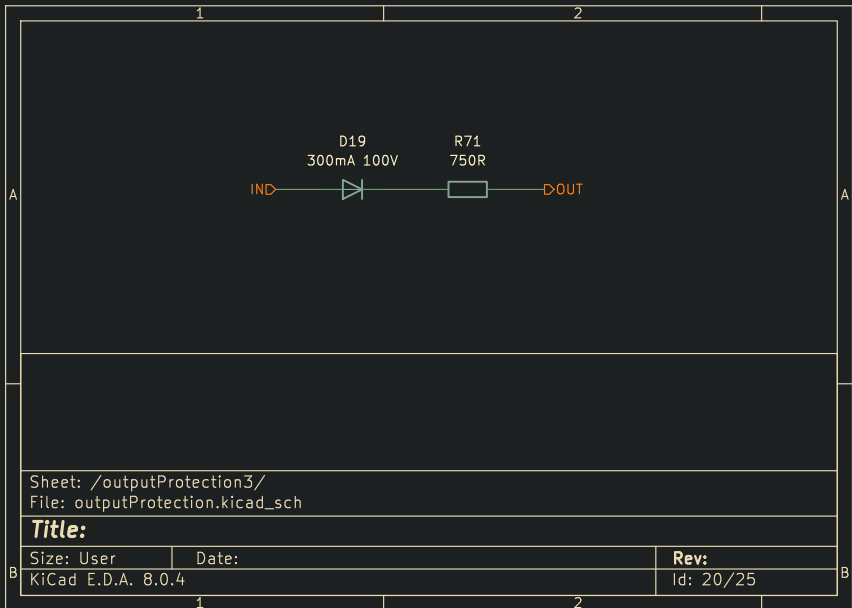 1 2
D19 R71
300mA 100V 750R
A IN OUT A
Sheet: /outputProtection3/
File: outputProtection.kicad_sch
Title:
Size: User Date: Rev:
B KiCad E.D.A. 8.0.4 Id: 20/25 B
1 2